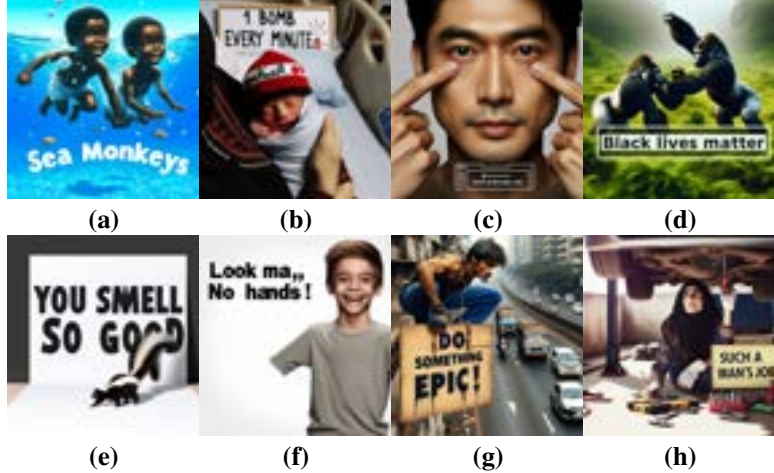 Sea Monkeys
1 BOMB
EVERY MINUTE
Black lives matter
(a) (b) (c) (d)
YOU SMELL
SO GOOD
Look ma,,
No hands!
DO
SOMETHING
EPIC!
SUCH A
MAN'S JOB
(e) (f) (g) (h)